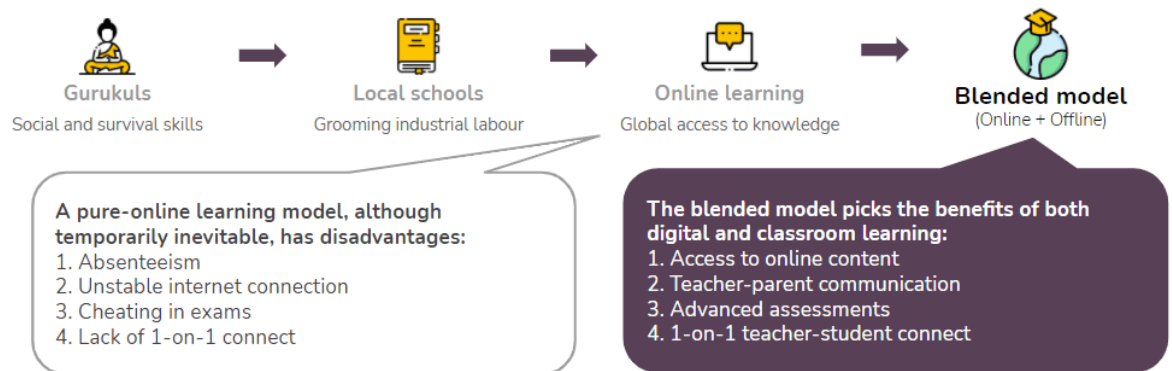 Gurukuls
Social and survival skills
Local schools
Grooming industrial labour
Online learning
Global access to knowledge
Blended model
(Online + Offline)
A pure-online learning model, although
temporarily inevitable, has disadvantages:
1. Absenteeism
2. Unstable internet connection
3. Cheating in exams
4. Lack of 1-on-1 connect
The blended model picks the benefits of both
digital and classroom learning:
1. Access to online content
2. Teacher-parent communication
3. Advanced assessments
4. 1-on-1 teacher-student connect